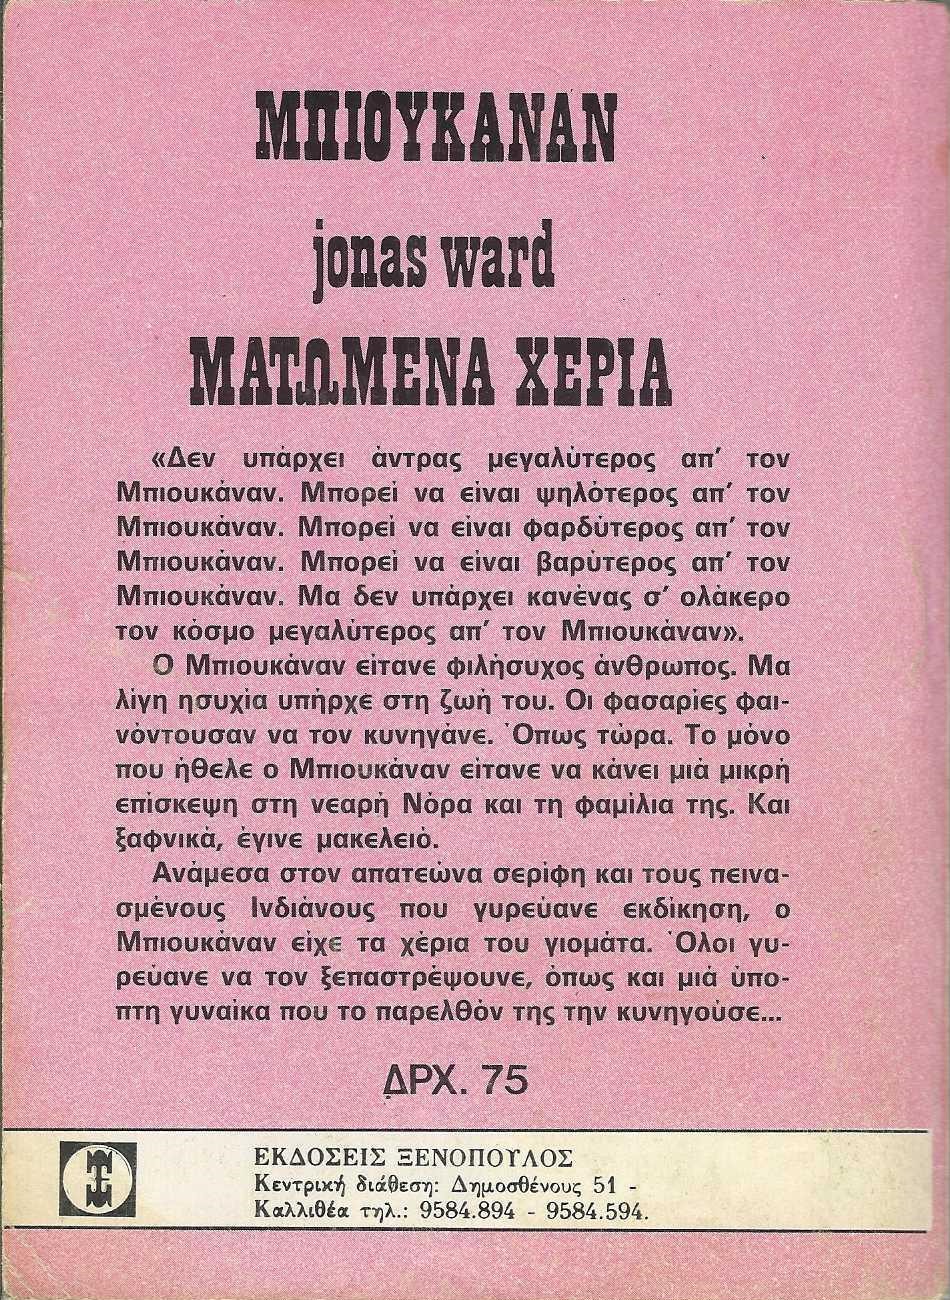 ΜΠΙΟΥΚΑΝΑΝ
jonas ward
ΜΑΤΩΜΕΝΑ ΧΕΡΙΑ
«Δεν υπάρχει άντρας μεγαλύτερος απ' τον
Μπιουκάναν. Μπορεί να είναι ψηλότερος απ' τον
Μπιουκάναν. Μπορεί να είναι φαρδύτερος απ' τον
Μπιουκάναν. Μπορεί να είναι βαρύτερος απ' τον
Μπιουκάναν. Μα δεν υπάρχει κανένας σ' ολάκερο
τον κόσμο μεγαλύτερος απ' τον Μπιουκάναν».
Ο Μπιουκάναν είτανε φιλήσυχος άνθρωπος. Μα
λίγη ησυχία υπήρχε στη ζωή του. Οι φασαρίες φαι-
νόντουσαν να τον κυνηγάνε. Όπως τώρα. Το μόνο
που ήθελε ο Μπιουκάναν είτανε να κάνει μιά μικρή
επίσκεψη στη νεαρή Νόρα και τη φαμίλια της. Και
ξαφνικά, έγινε μακελειό.
Ανάμεσα στον απατεώνα σερίφη και τους πεινα-
σμένους Ινδιάνους που γυρεύανε εκδίκηση, ο
Μπιουκάναν είχε τα χέρια του γιομάτα. Όλοι γυ-
ρεύανε να τον ξεπαστρέψουνε, όπως και μιά ύπο-
πτη γυναίκα που το παρελθόν της την κυνηγούσε...
ΔΡΧ. 75
ΕΚΔΟΣΕΙΣ ΞΕΝΟΠΟΥΛΟΣ
Κεντρική διάθεση: Δημοσθένους 51 -
Καλλιθέα τηλ.: 9584.894 - 9584.594.